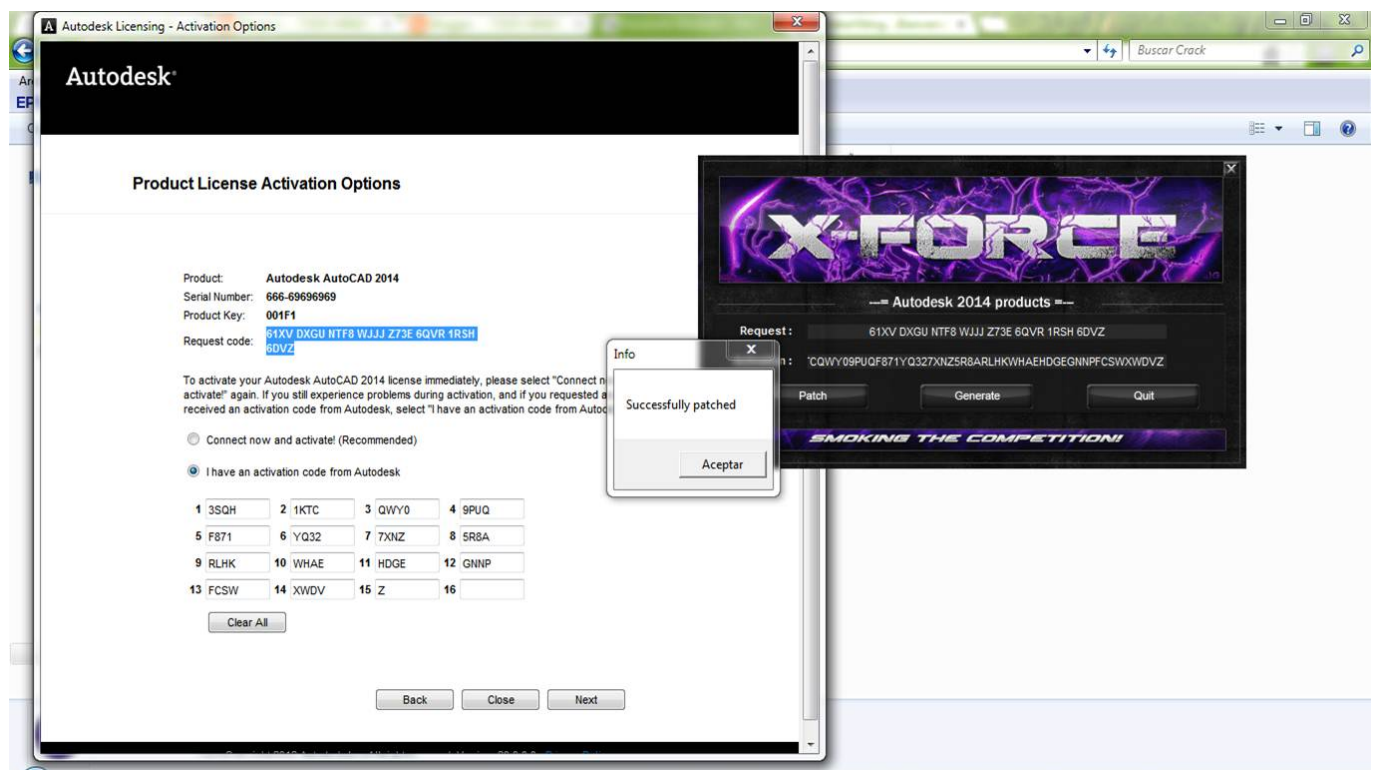 Autodesk Licensing - Activation Options
Buscar Crack
Autodesk
Product License Activation Options
X-FORCE
Product: Autodesk AutoCAD 2014
Serial Number: 666-69696969
Product Key: 001F1
Request code: 61XV DXGU NTF8 WJJJ Z73E 6QVR 1RSH
6DVZ
---= Autodesk 2014 products =---
Request : 61XV DXGU NTF8 WJJJ Z73E 6QVR 1RSH 6DVZ
CQWY09PUQF871YQ327XNZ5R8ARLHKWHAEHDGEGNNPFCSWXWDVZ
Patch Generate Quit
SMOKING THE COMPETITION!
Info
Successfully patched
Aceptar
To activate your Autodesk AutoCAD 2014 license immediately, please select "Connect
activate!" again. If you still experience problems during activation, and if you requested
received an activation code from Autodesk, select "I have an activation code from
Connect now and activate! (Recommended)
I have an activation code from Autodesk
1 3SQH 2 1KTC 3 QWY0 4 9PUQ
5 F871 6 YQ32 7 7XNZ 8 5R8A
9 RLHK 10 WHAE 11 HDGE 12 GNNP
13 FCSW 14 XWDV 15 Z 16
Clear All
Back Close Next